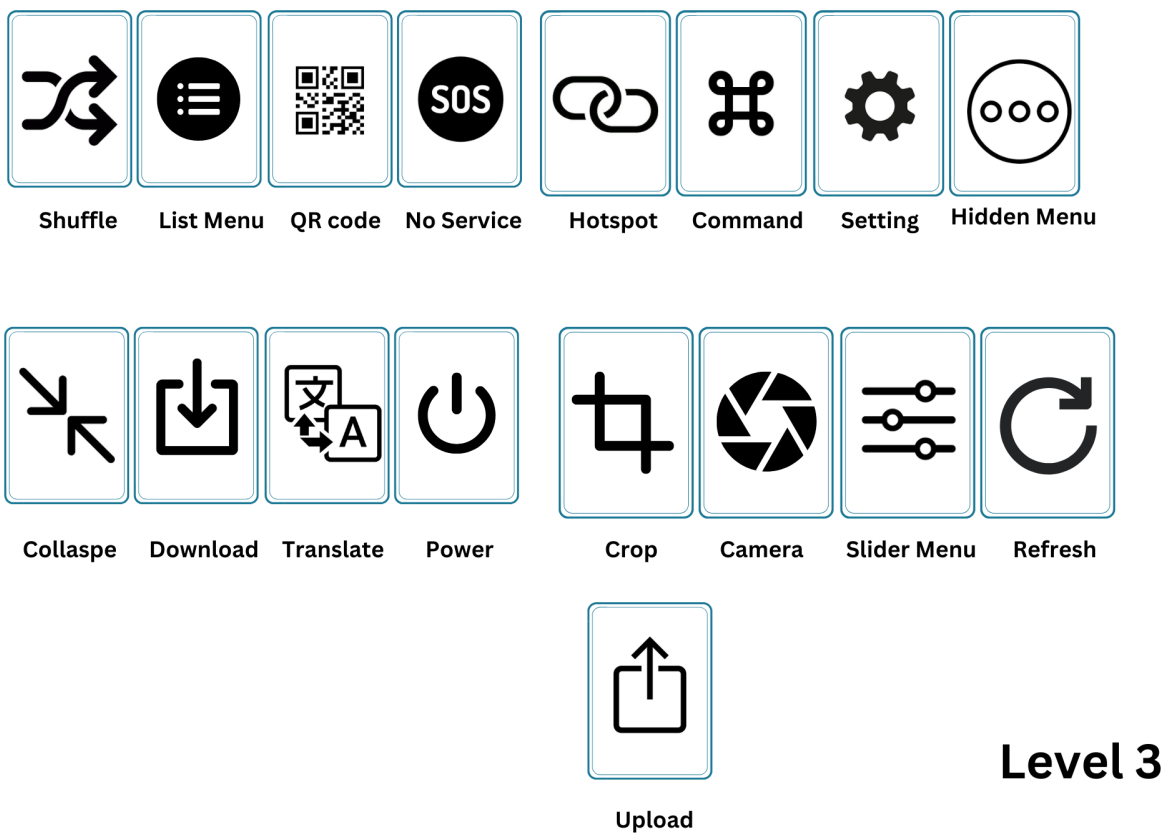 SOS
Shuffle
List Menu
QR code
No Service
Hotspot
Command
Setting
Hidden Menu
文
A
Collaspe
Download
Translate
Power
Crop
Camera
Slider Menu
Refresh
Upload
Level 3